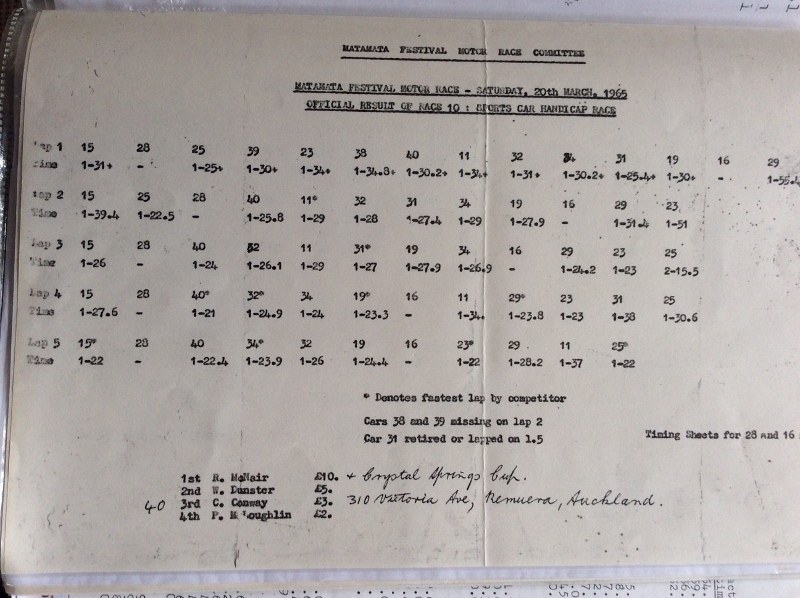 MATAMATA FESTIVAL MOTOR RACE COMMITTEE
MATAMATA FESTIVAL MOTOR RACE - SATURDAY, 20th MARCH, 1965
OFFICIAL RESULT OF RACE 10 : SPORTS CAR HANDICAP RACE
Lap 1 15 28 25 39 23 38 40 11 32 34 31 19 16 29
Time 1-31+ - 1-25+ 1-30+ 1-34+ 1-34.8+ 1-30.2+ 1-34+ 1-31+ 1-30.2+ 1-25.4+ 1-30+ - 1-55.4
Lap 2 15 25 28 40 11* 32 31 34 19 16 29 23
Time 1-39.4 1-22.5 - 1-25.8 1-29 1-28 1-27.4 1-29 1-27.9 - 1-31.4 1-51
Lap 3 15 28 40 32 11 31* 19 34 16 29 23 25
Time 1-26 - 1-24 1-26.1 1-29 1-27 1-27.9 1-26.9 - 1-24.2 1-23 2-15.5
Lap 4 15 28 40* 32* 34 19* 16 11 29* 23 31 25
Time 1-27.6 - 1-21 1-24.9 1-24 1-23.3 - 1-34. 1-23.8 1-23 1-38 1-30.6
Lap 5 15* 28 40 34* 32 19 16 23* 29 11 25*
Time 1-22 - 1-22.4 1-23.9 1-26 1-24.4 - 1-22 1-28.2 1-37 1-22
* Denotes fastest lap by competitor
Cars 38 and 39 missing on lap 2
Car 31 retired or lapped on 1.5
Timing Sheets for 28 and 16
1st R. McNair £10. + Crystal Springs Cup.
2nd W. Dunster £5.
40 3rd C. Conway £3. 310 Victoria Ave, Remuera, Auckland.
4th P. M Loughlin £2.